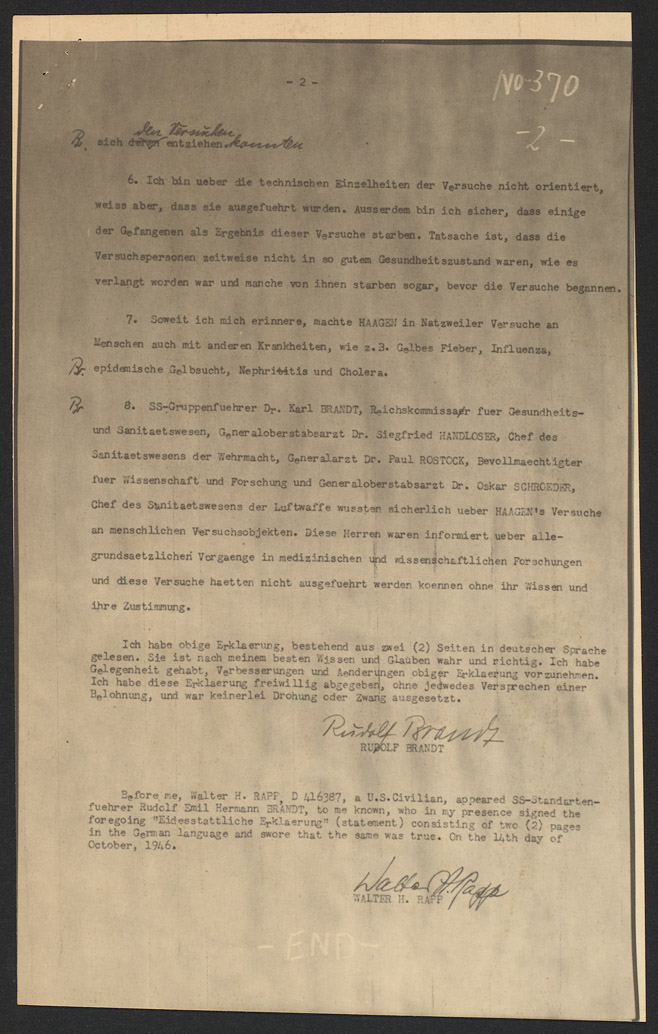 - 2 -
NO-370
- 2 -
den Versuchen
Br. sich deren entziehen konnten
6. Ich bin ueber die technischen Einzelheiten der Versuche nicht orientiert,
weiss aber, dass sie ausgefuehrt wurden. Ausserdem bin ich sicher, dass einige
der Gefangenen als Ergebnis dieser Versuche starben. Tatsache ist, dass die
Versuchspersonen zeitweise nicht in so gutem Gesundheitszustand waren, wie es
verlangt worden war und manche von ihnen starben sogar, bevor die Versuche begannen.
7. Soweit ich mich erinnere, machte HAAGEN in Natzweiler Versuche an
Menschen auch mit anderen Krankheiten, wie z.B. Gelbes Fieber, Influenza,
Br. epidemische Gelbsucht, Nephrititis und Cholera.
Br 8. SS-Gruppenfuehrer Dr. Karl BRANDT, Reichskommissar fuer Gesundheits-
und Sanitaetswesen, Generaloberstabsarzt Dr. Siegfried HANDLOSER, Chef des
Sanitaetswesens der Wehrmacht, Generalarzt Dr. Paul ROSTOCK, Bevollmaechtigter
fuer Wissenschaft und Forschung und Generaloberstabsarzt Dr. Oskar SCHROEDER,
Chef des Sanitaetswesens der Luftwaffe wussten sicherlich ueber HAAGEN's Versuche
an menschlichen Versuchsobjekten. Diese Herren waren informiert ueber alle-
grundsaetzlichen Vorgaenge in medizinischen und wissenschaftlichen Forschungen
und diese Versuche haetten nicht ausgefuehrt werden koennen ohne ihr Wissen und
ihre Zustimmung.
Ich habe obige Erklaerung, bestehend aus zwei (2) Seiten in deutscher Sprache
gelesen. Sie ist nach meinem besten Wissen und Glauben wahr und richtig. Ich habe
Gelegenheit gehabt, Verbesserungen und Aenderungen obiger Erklaerung vorzunehmen.
Ich habe diese Erklaerung freiwillig abgegeben, ohne jedwedes Versprechen einer
Belohnung, und war keinerlei Drohung oder Zwang ausgesetzt.
Rudolf Brandt
RUDOLF BRANDT
Before me, Walter H. RAPP, D 416387, a U.S.Civilian, appeared SS-Standarten-
fuehrer Rudolf Emil Hermann BRANDT, to me known, who in my presence signed the
foregoing "Eidesstattliche Erklaerung" (statement) consisting of two (2) pages
in the German language and swore that the same was true. On the 14th day of
October, 1946.
Walter H. Rapp
WALTER H. RAPP
- END -